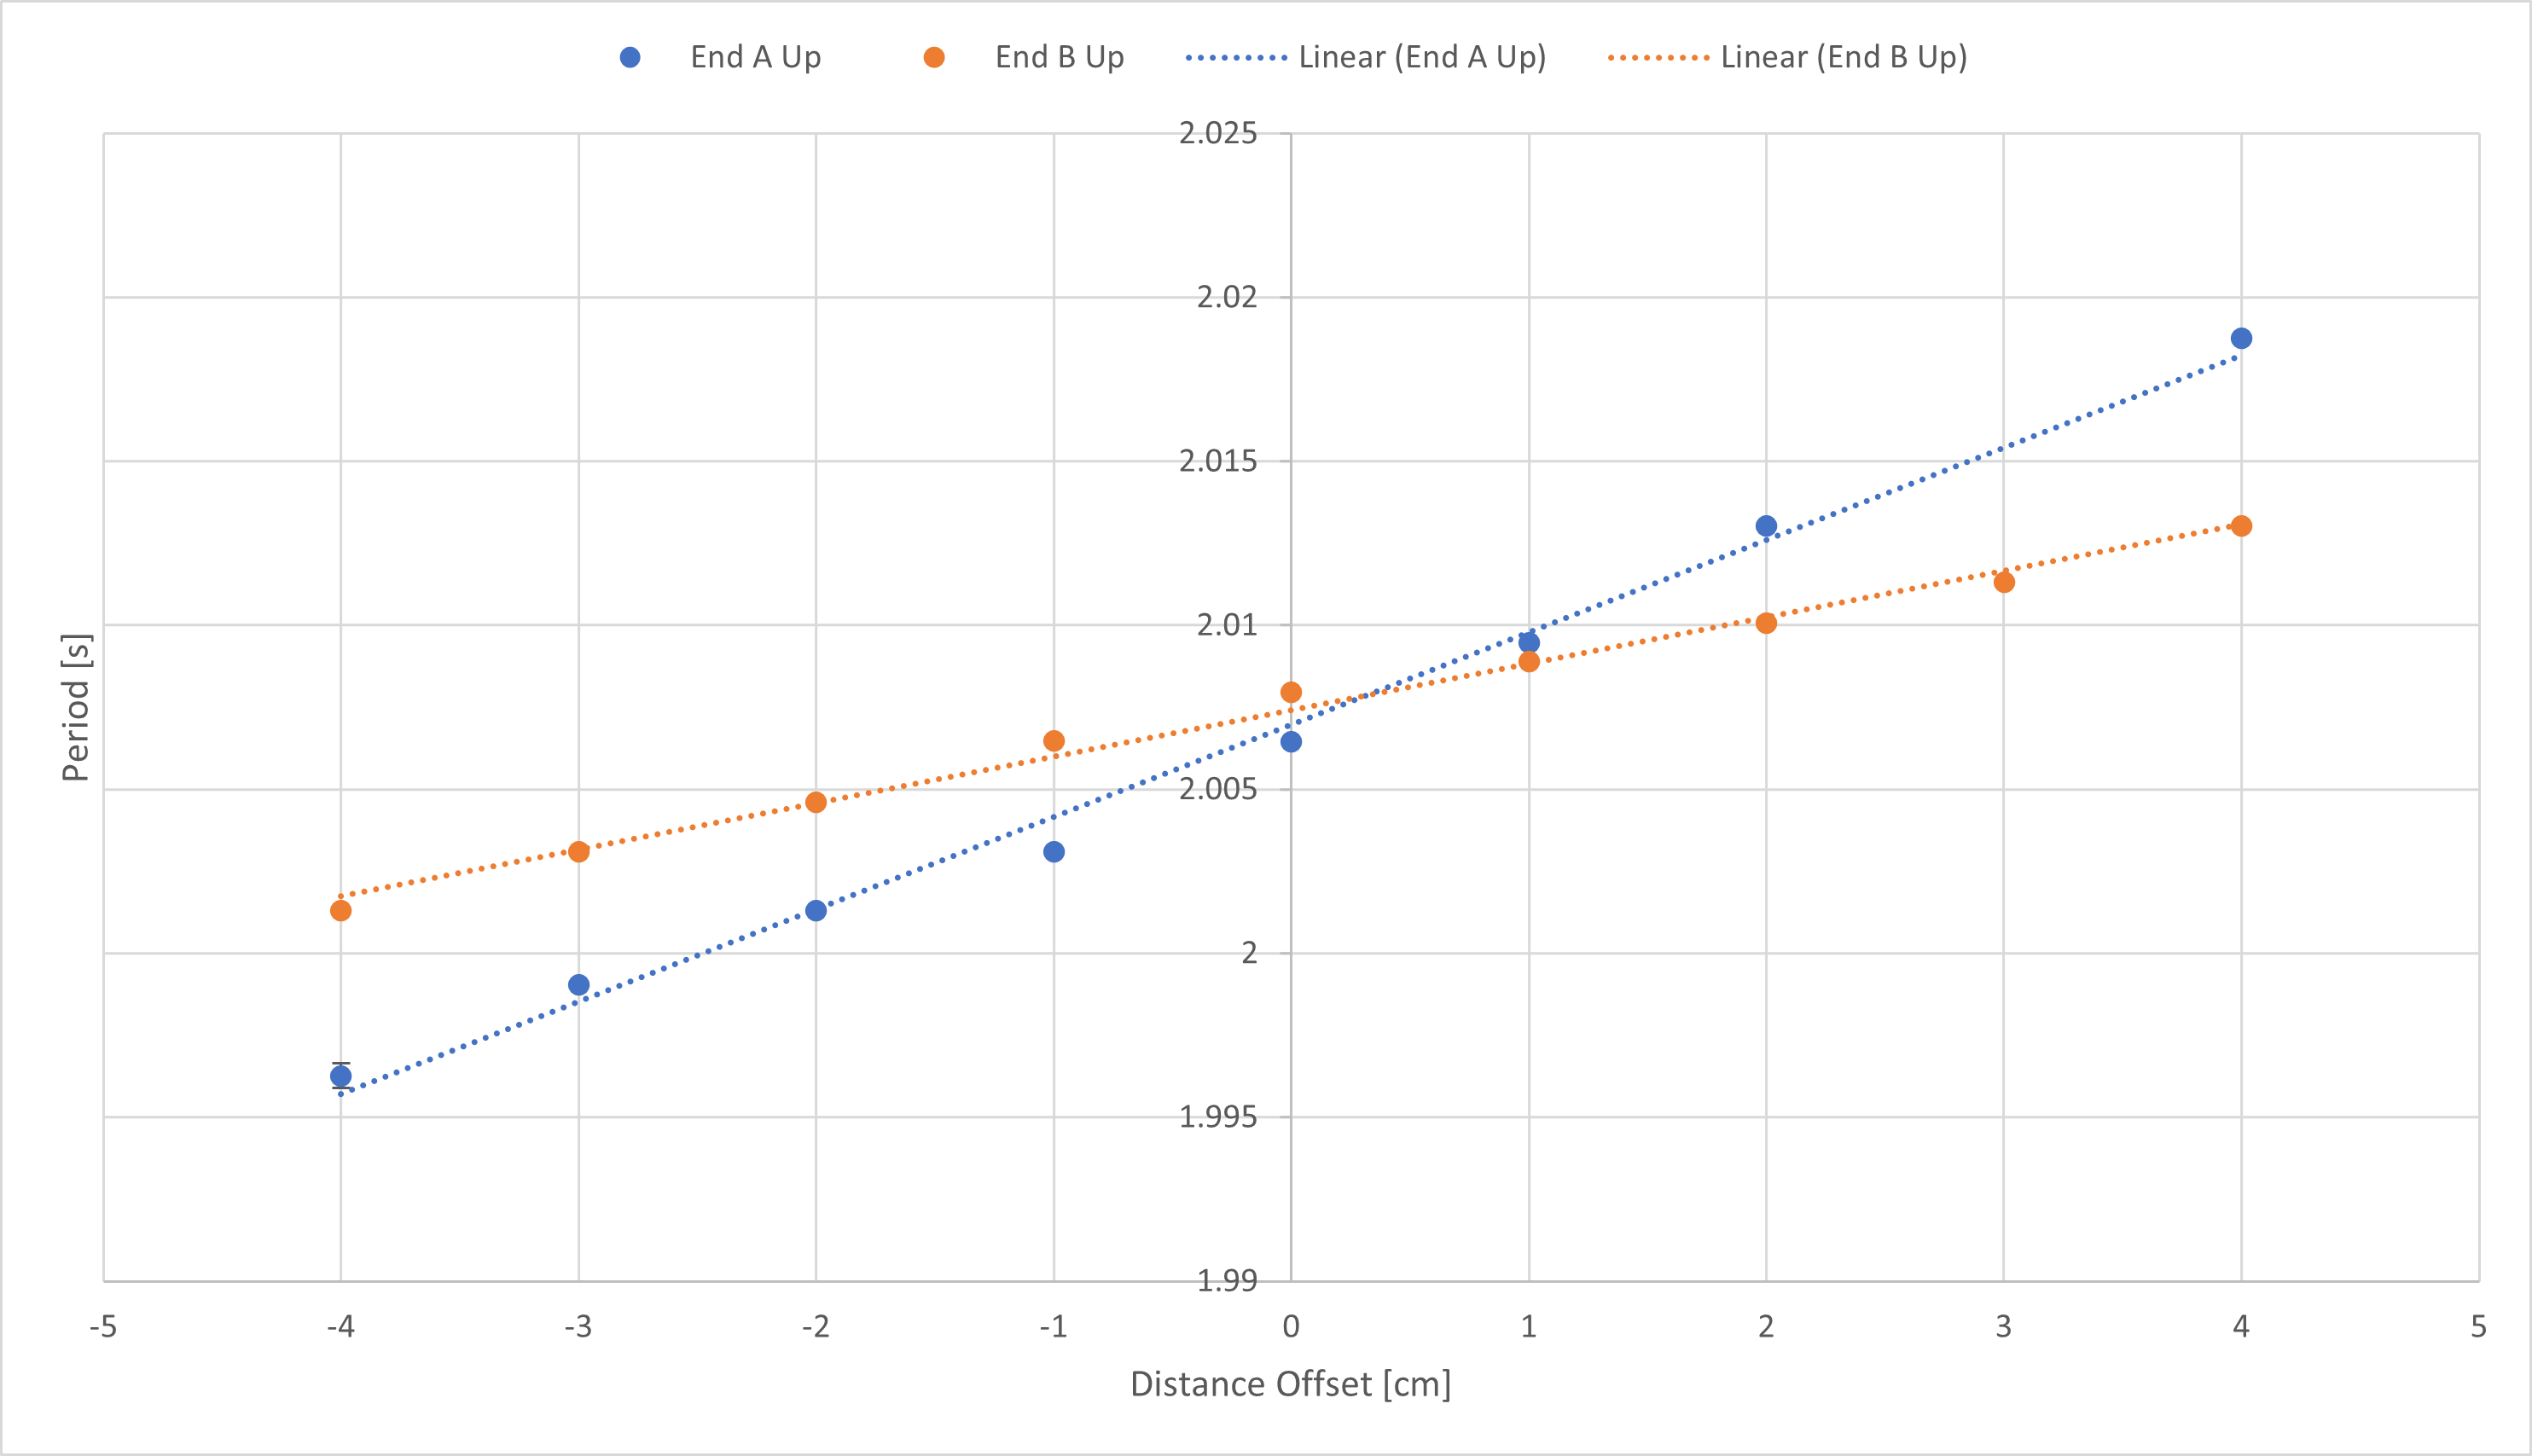 End A Up End B Up Linear (End A Up) Linear (End B Up)
2.025
2.02
2.015
2.01
2.005
2
1.995
1.99
Period [s]
-5 -4 -3 -2 -1 0 1 2 3 4 5
Distance Offset [cm]